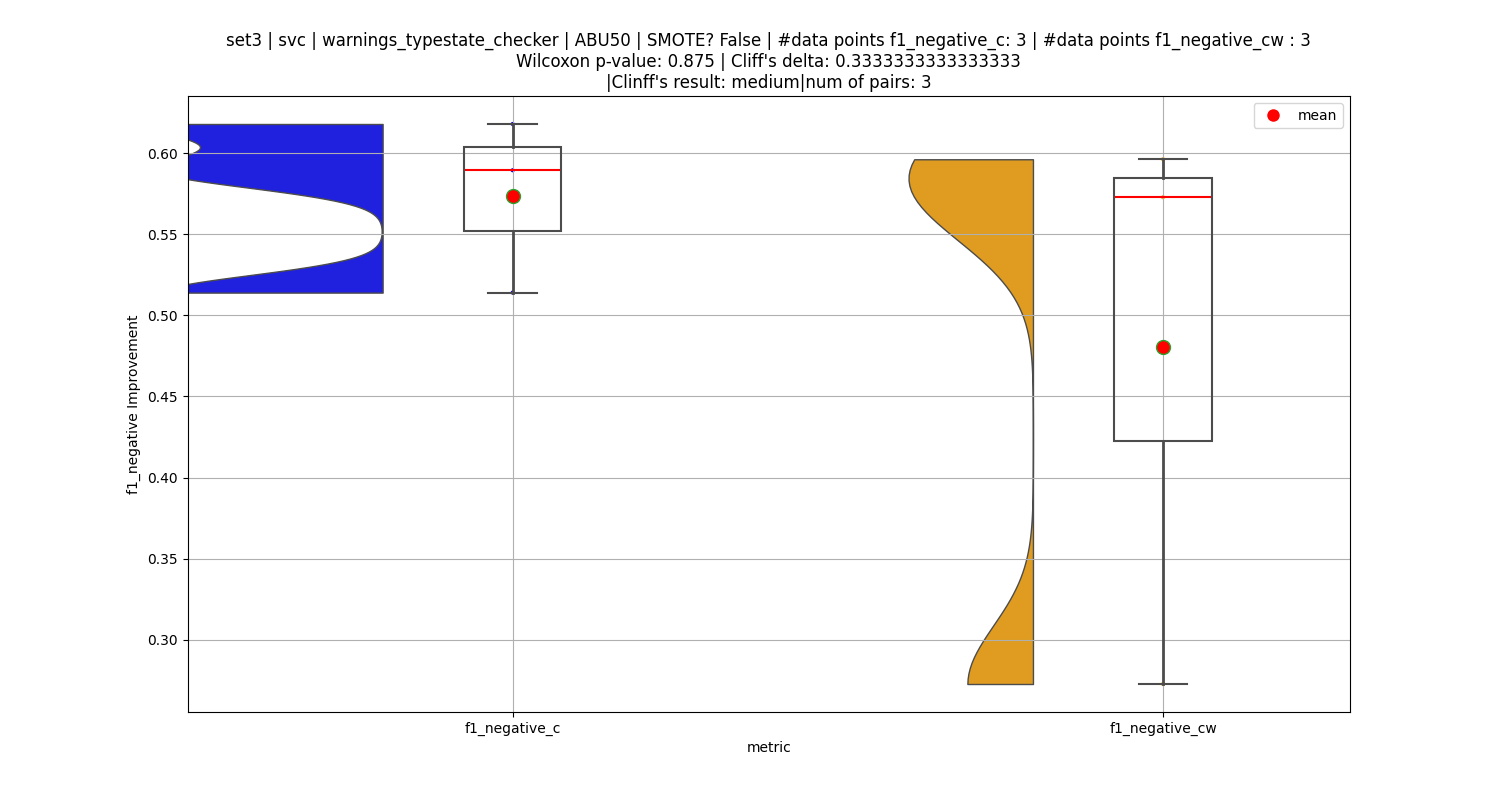 set3 | svc | warnings_typestate_checker | ABU50 | SMOTE? False | #data points f1_negative_c: 3 | #data points f1_negative_cw : 3
Wilcoxon p-value: 0.875 | Cliff's delta: 0.3333333333333333
|Clinff's result: medium|num of pairs: 3
mean
0.60
0.55
0.50
0.45
0.40
0.35
0.30
f1_negative Improvement
f1_negative_c
f1_negative_cw
metric